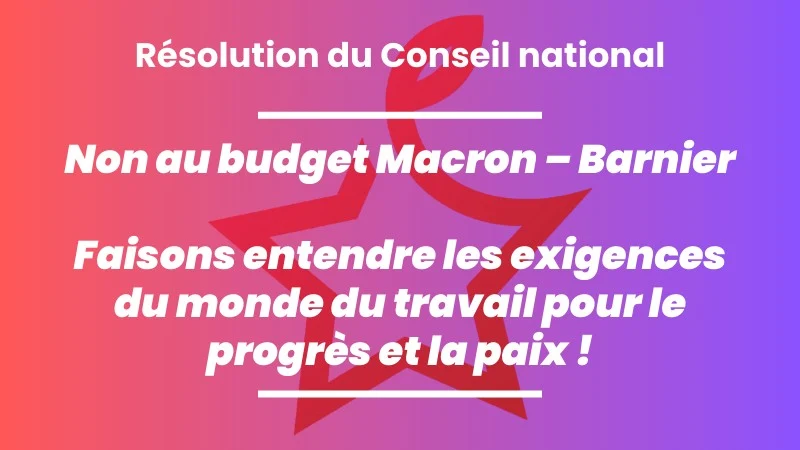 Résolution du Conseil national
Non au budget Macron – Barnier
Faisons entendre les exigences
du monde du travail pour le
progrès et la paix !